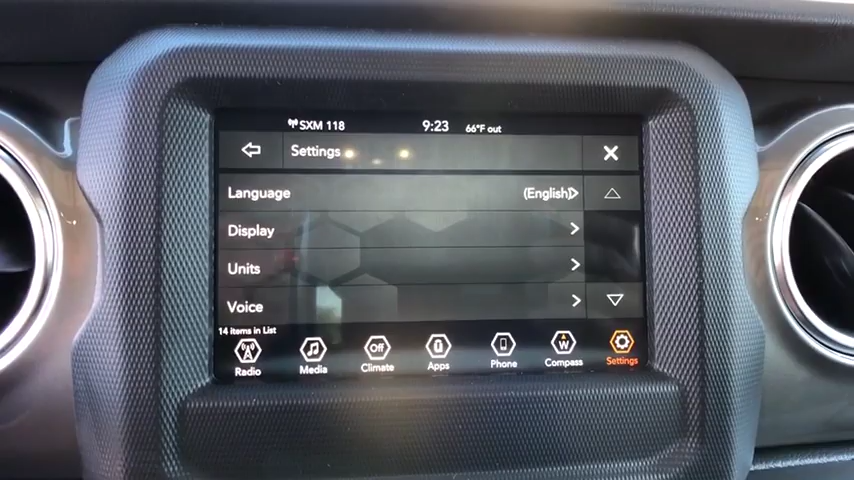 SXM 118 9:23 66°F out
Settings
Language (English)
Display
Units
Voice
14 items in List
Off
W
Radio Media Climate Apps Phone Compass Settings